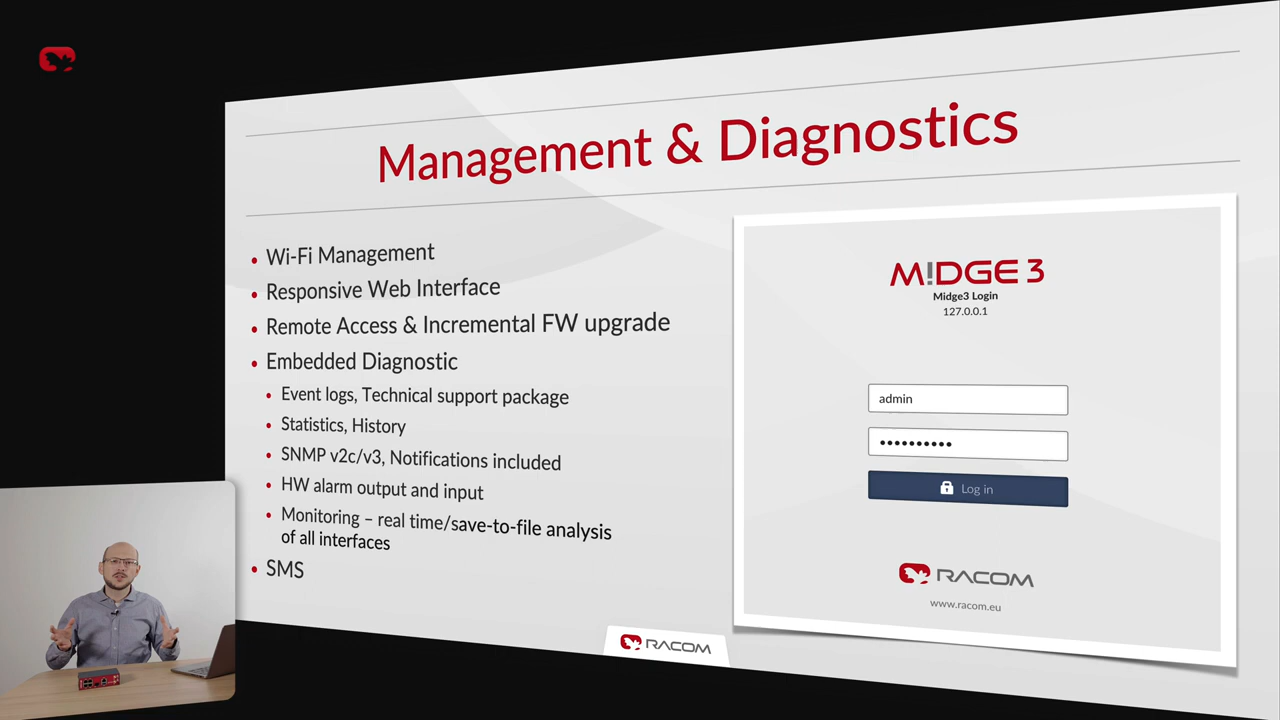 Management & Diagnostics
Wi-Fi Management
Responsive Web Interface
Remote Access & Incremental FW upgrade
Embedded Diagnostic
Event logs, Technical support package
Statistics, History
SNMP v2c/v3, Notifications included
HW alarm output and input
Monitoring – real time/save-to-file analysis
of all interfaces
SMS
M!DGE 3
Midge3 Login
127.0.0.1
admin
••••••••••
Log in
RACOM
www.racom.eu
RACOM